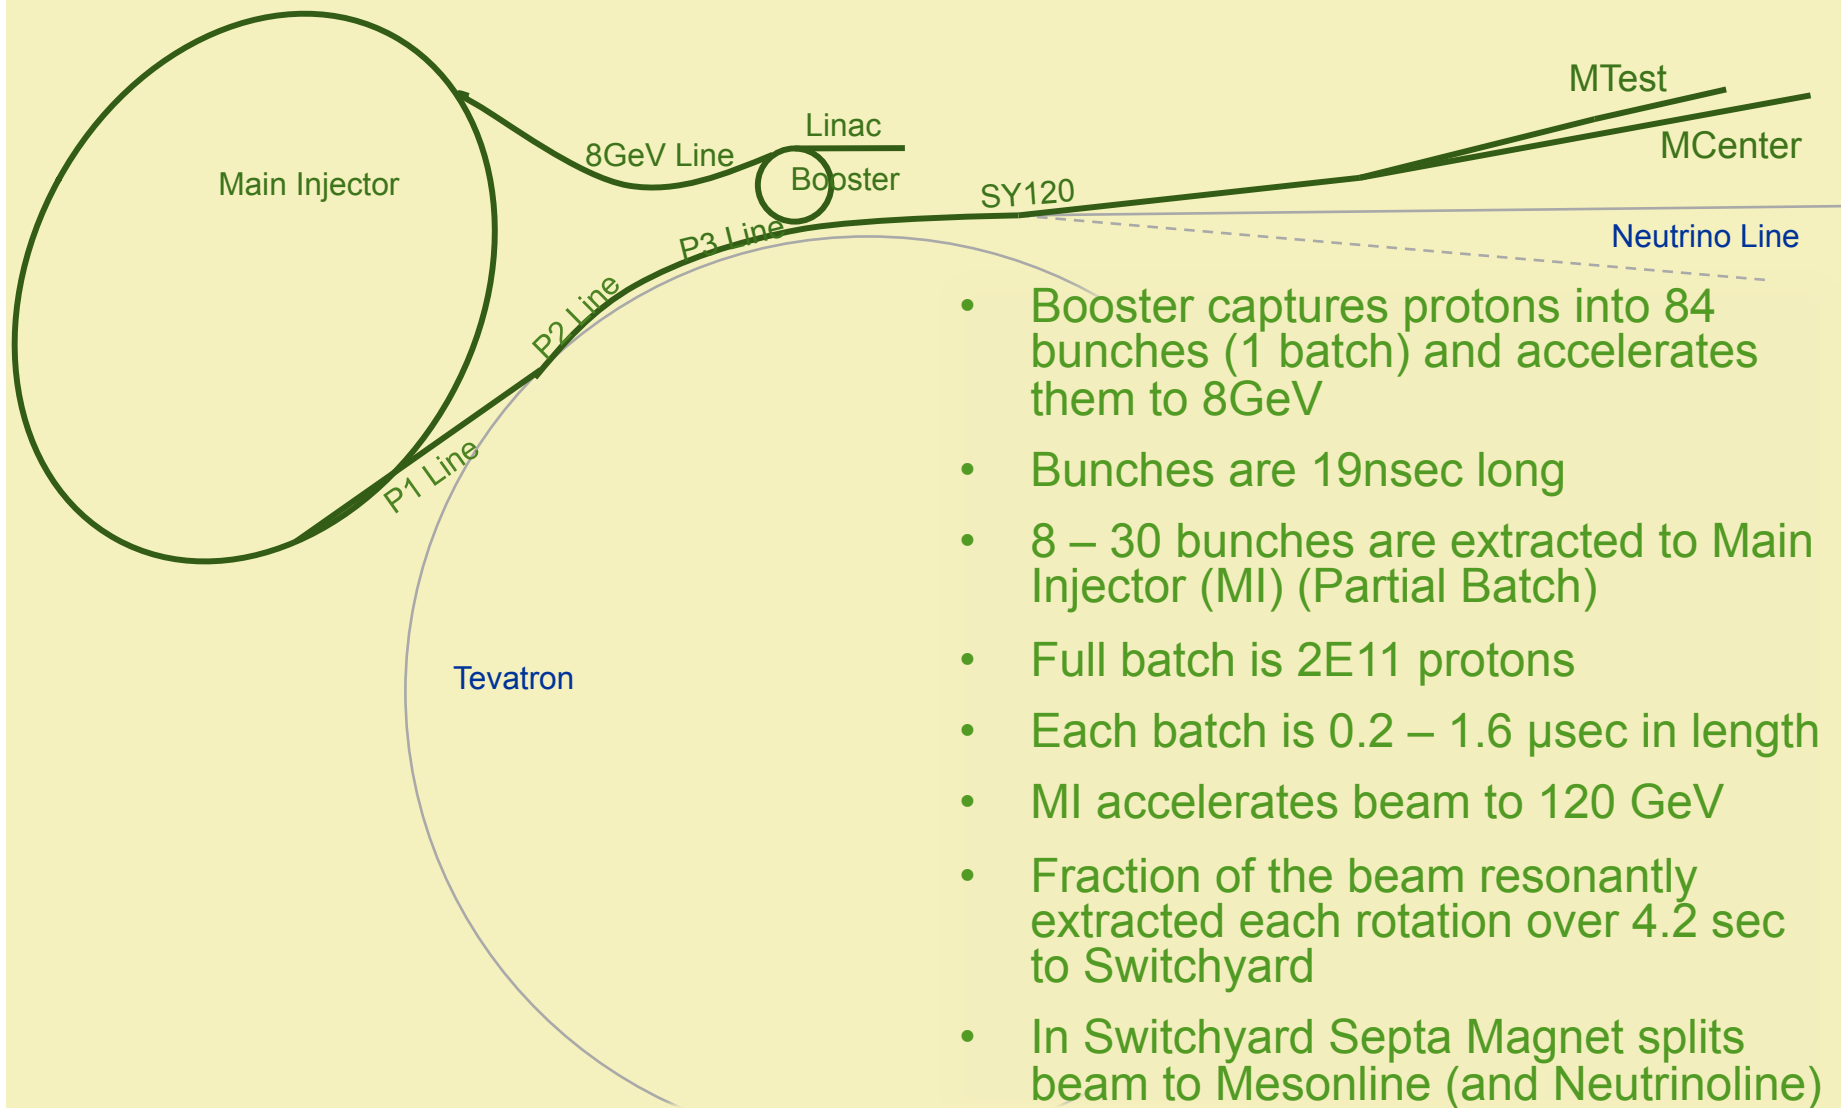 MTest
MCenter
Linac
8GeV Line
Booster
Main Injector
SY120
P3 Line
Neutrino Line
P2 Line
P1 Line
Tevatron
• Booster captures protons into 84
bunches (1 batch) and accelerates
them to 8GeV
• Bunches are 19nsec long
• 8 – 30 bunches are extracted to Main
Injector (MI) (Partial Batch)
• Full batch is 2E11 protons
• Each batch is 0.2 – 1.6 μsec in length
• MI accelerates beam to 120 GeV
• Fraction of the beam resonantly
extracted each rotation over 4.2 sec
to Switchyard
• In Switchyard Septa Magnet splits
beam to Mesonline (and Neutrinoline)